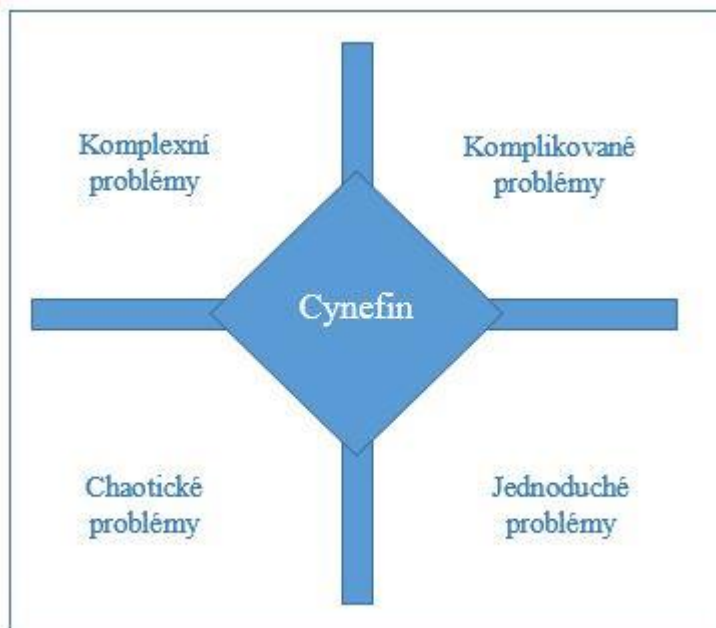 Komplexní
problémy
Komplikované
problémy
Cynefin
Chaotické
problémy
Jednoduché
problémy